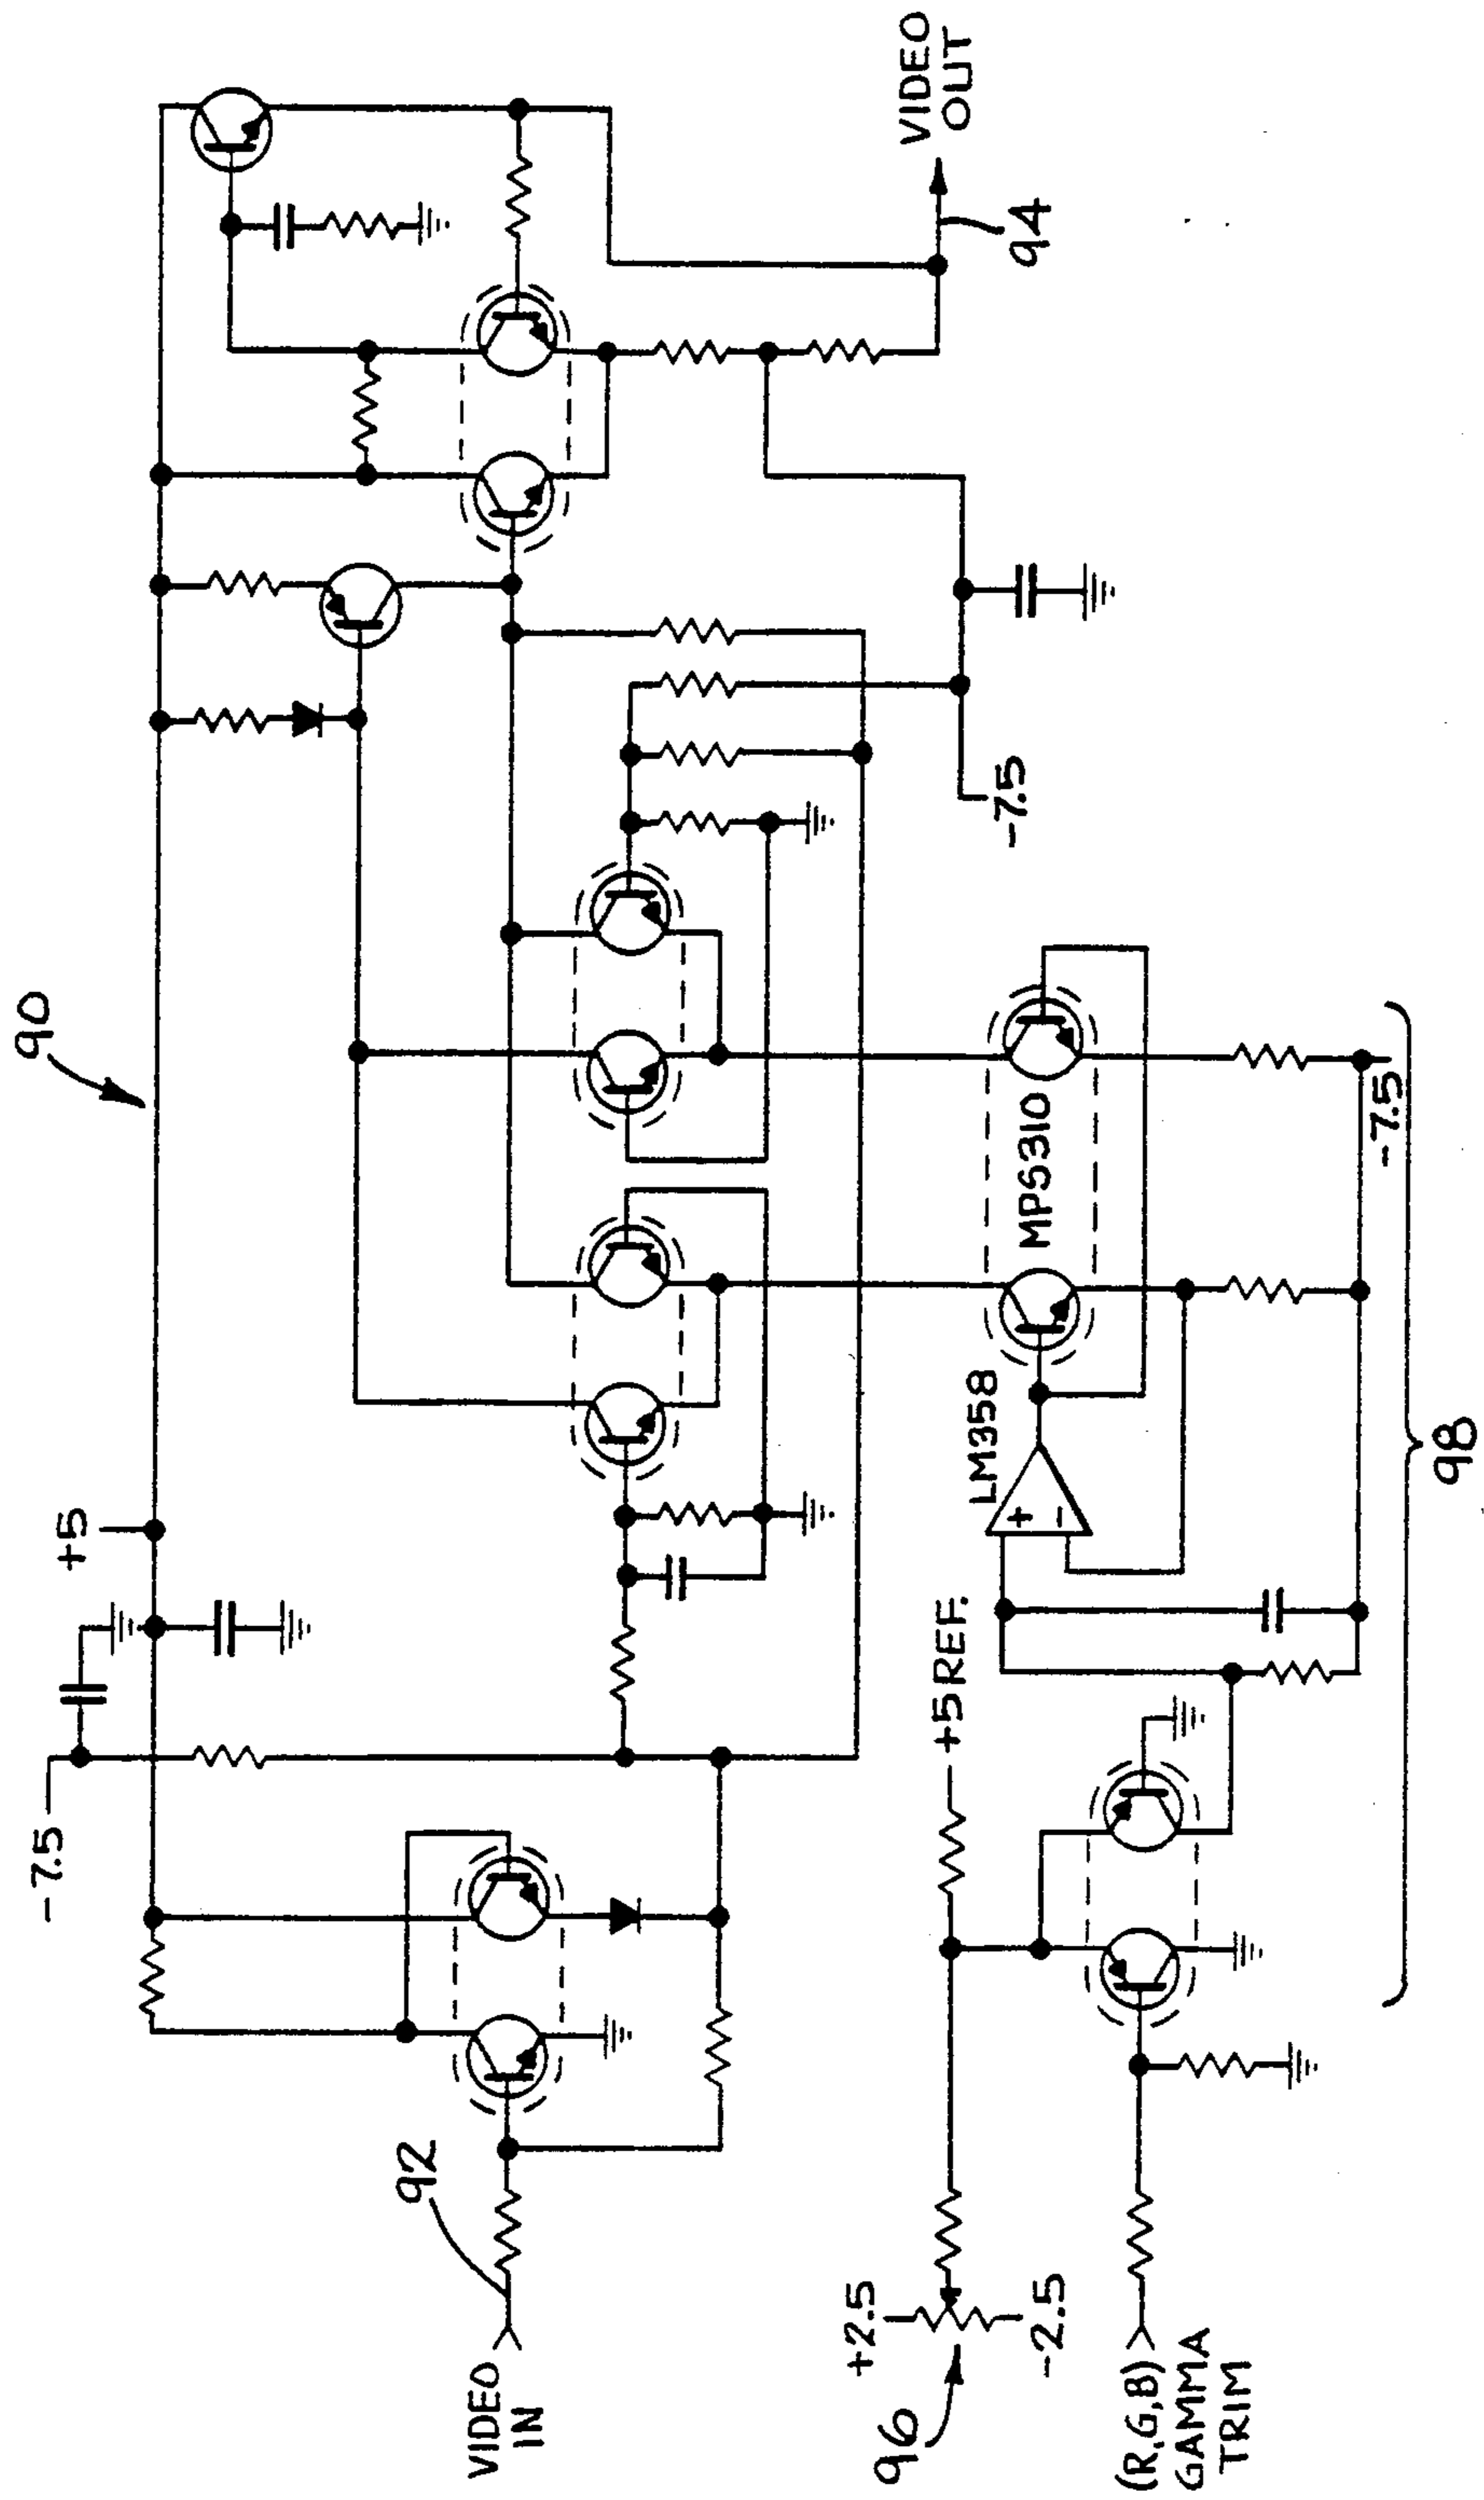 90
-7.5
+5
92
VIDEO
IN
VIDEO
OUT
94
-7.5
+5 REF.
LM358
MPS310
+2.5
-2.5
96
(R,G,B)
GAMMA
TRIM
-7.5
98